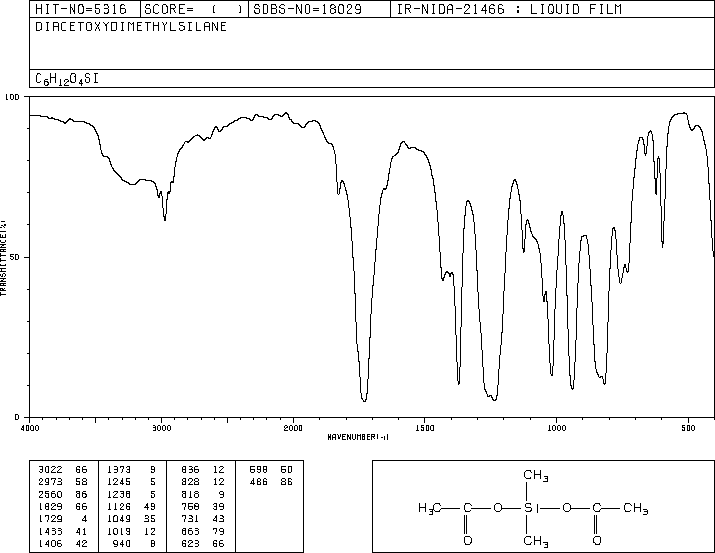 HIT-NO=5316 SCORE= ( ) SDBS-NO=18029 IR-NIDA-21466 : LIQUID FILM
DIACETOXYDIMETHYLSILANE
C6H12O4SI
100
50
0
TRANSMITTANCE(%)
4000 3000 2000 1500 1000 500
WAVENUMBER(-1)
3022 66 1373 9 836 12 598 50
2973 58 1245 5 828 12 486 86
2560 86 1238 5 818 9
1829 66 1126 49 758 39
1729 4 1049 35 731 43
1433 41 1019 12 663 79
1406 42 940 8 623 66
CH3
H3C C O SI O C CH3
O CH3 O